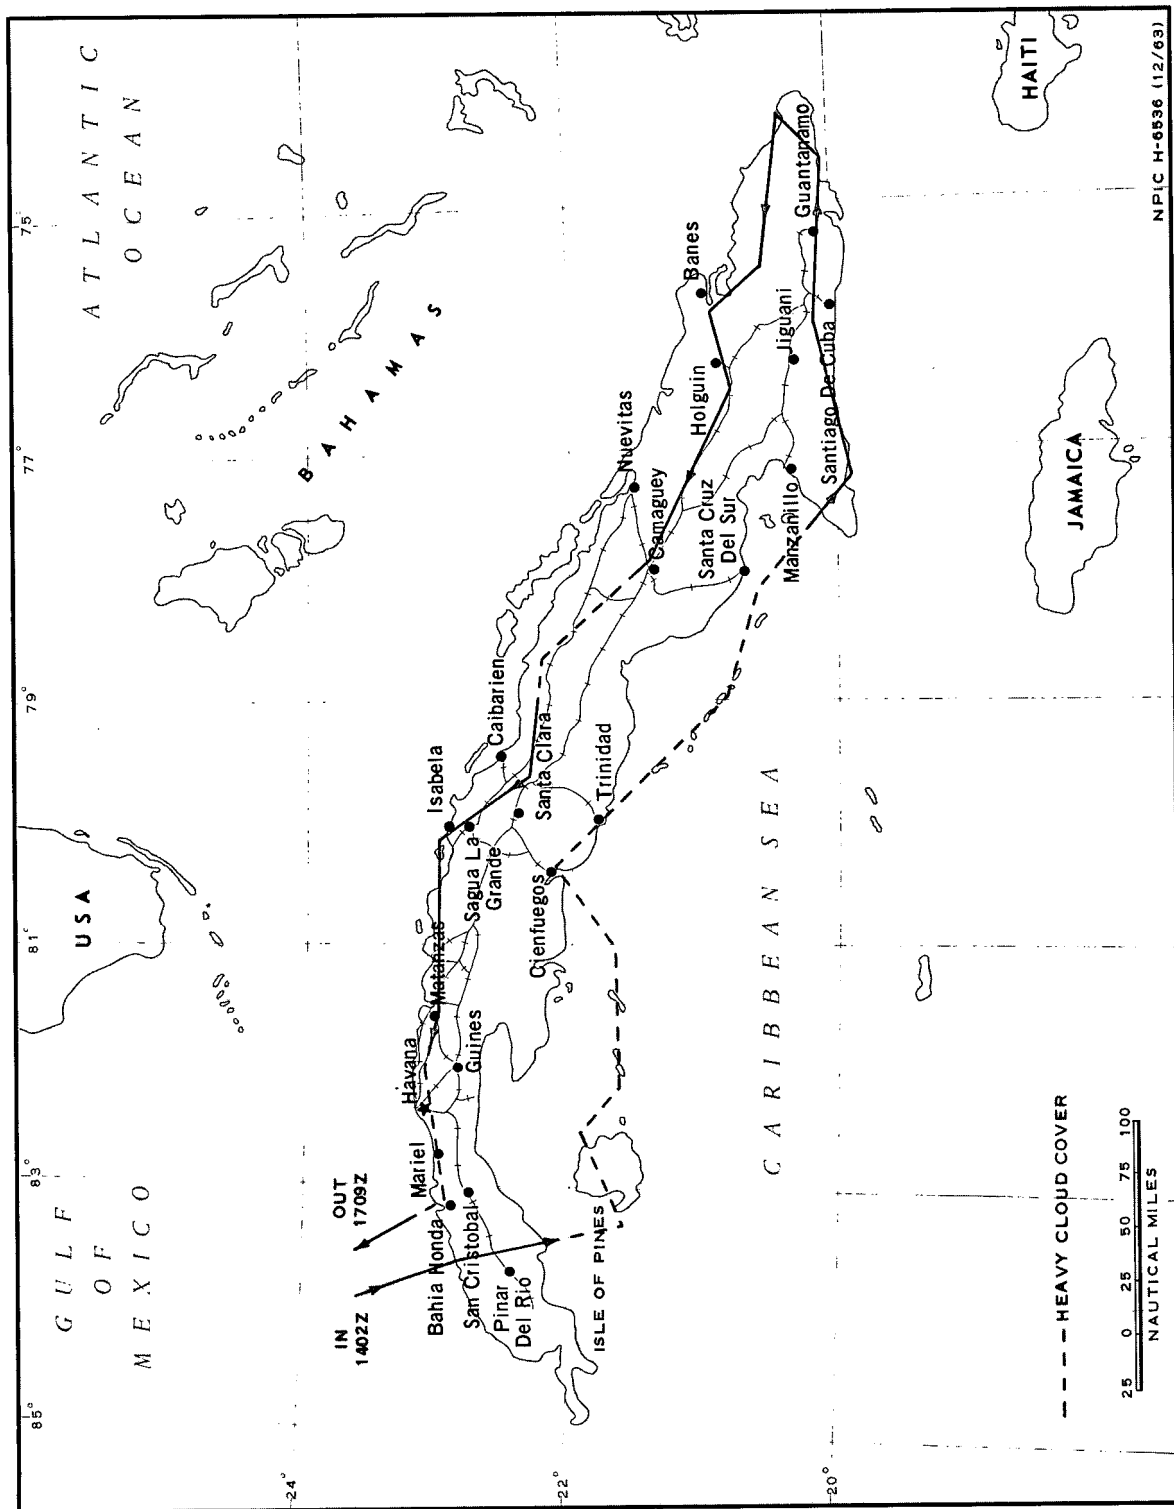 85°
83°
81°
79°
77°
75°
24°
22°
20°
GULF
OF
MEXICO
USA
ATLANTIC
OCEAN
BAHAMAS
IN
1402Z
OUT
1709Z
Bahia Honda
San Cristobal
Pinar
Del Rio
Mariel
Havana
Guines
Matanzas
Isabela
Sagua La
Grande
Caibarien
Santa Clara
Cienfuegos
Trinidad
ISLE OF PINES
Nuevitas
Camaguey
Santa Cruz
Del Sur
Holguin
Banes
Manzanillo
Jiguani
Santiago De Cuba
Guantanamo
CARIBBEAN SEA
JAMAICA
HAITI
HEAVY CLOUD COVER
25 0 25 50 75 100
NAUTICAL MILES
NPIC H-6536 (12/63)